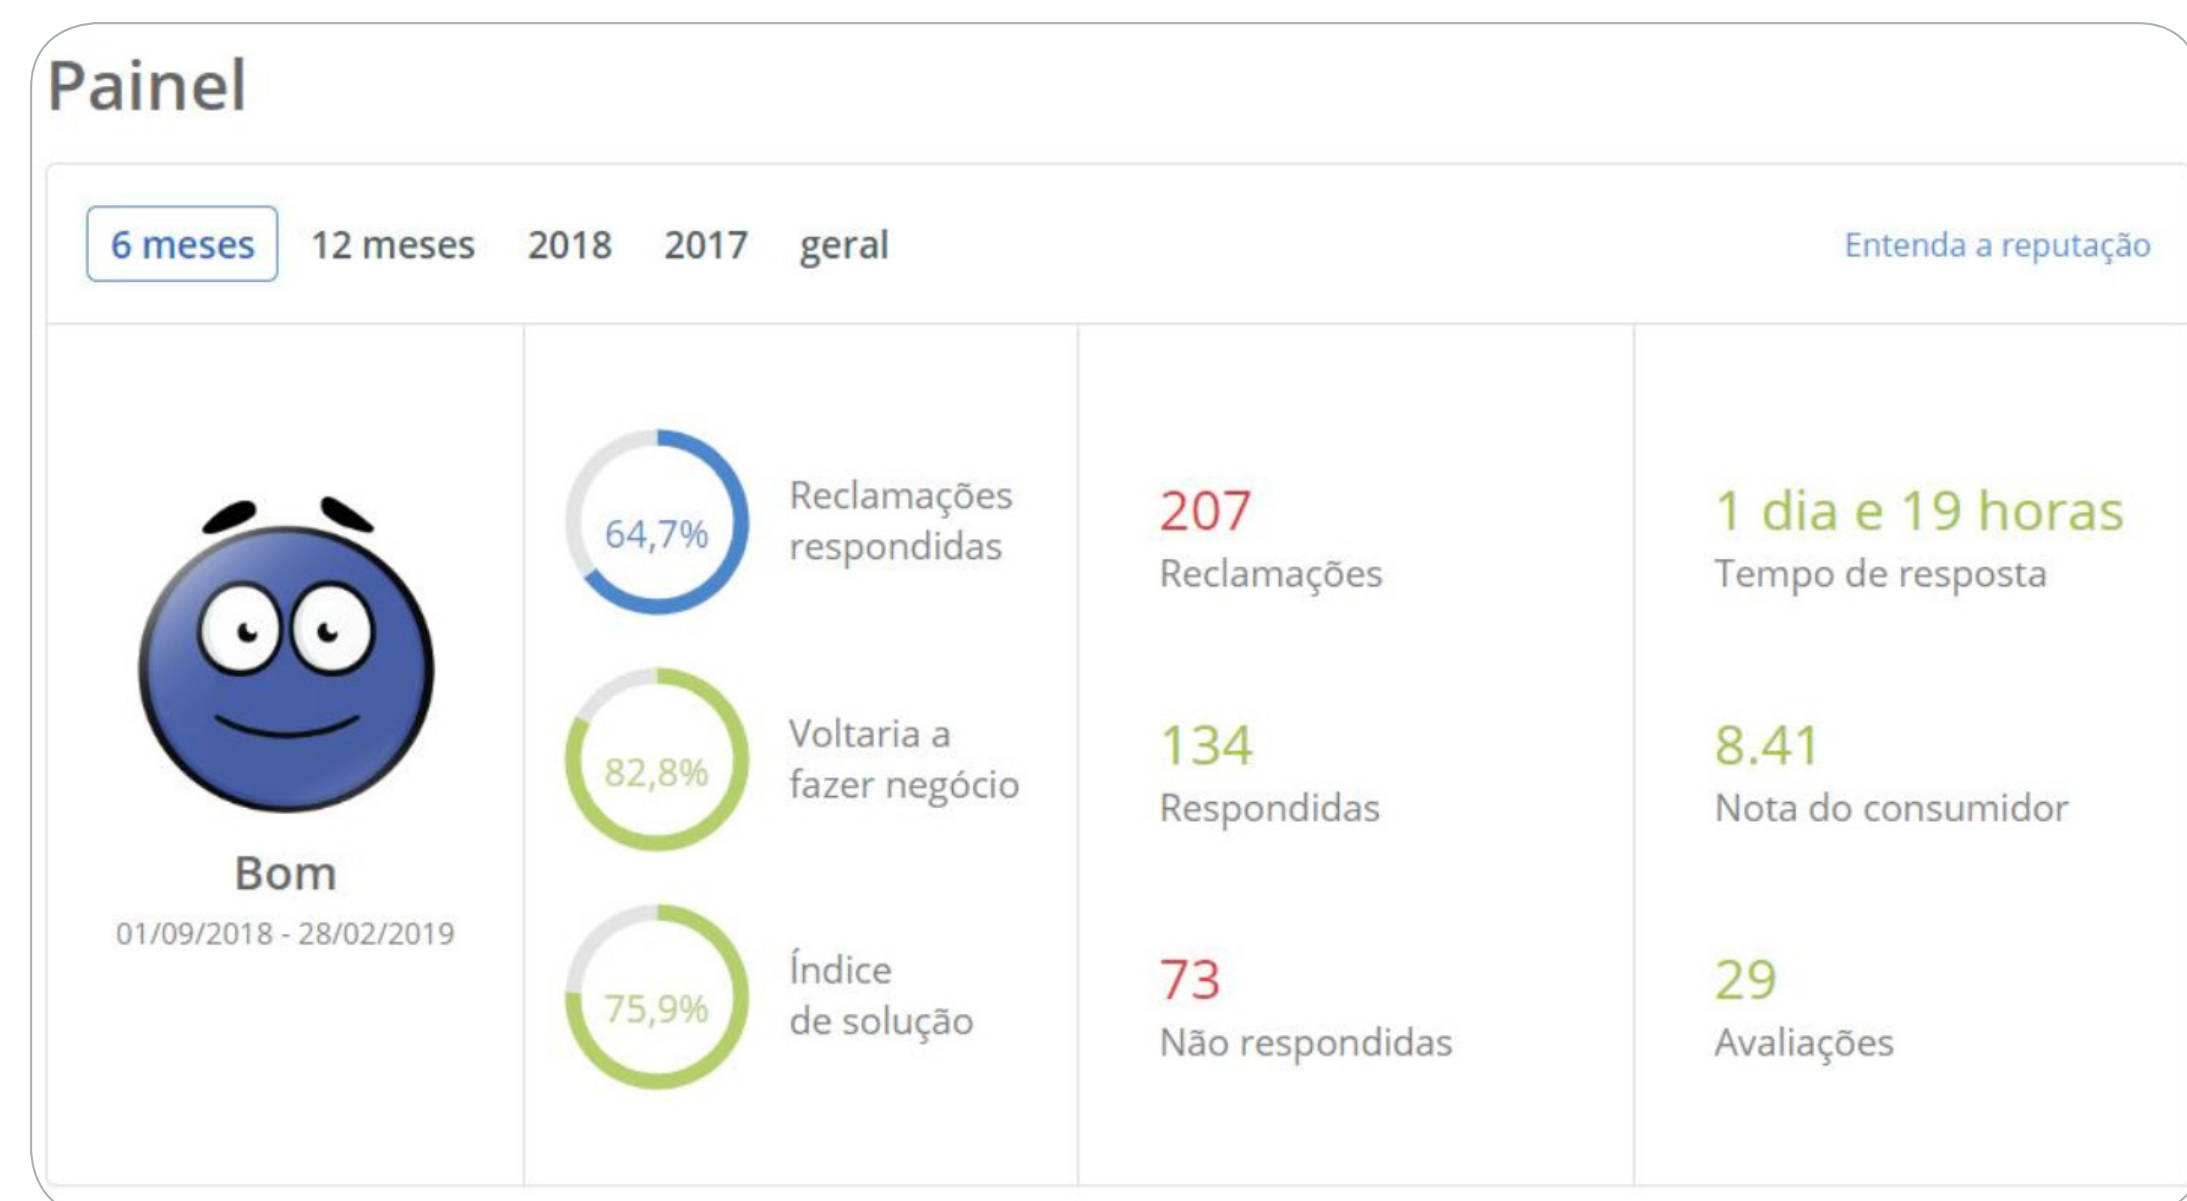 Painel
6 meses
12 meses
2018
2017
geral
Entenda a reputação
Bom
01/09/2018 - 28/02/2019
64,7%
Reclamações
respondidas
82,8%
Voltaria a
fazer negócio
75,9%
Índice
de solução
207
Reclamações
134
Respondidas
73
Não respondidas
1 dia e 19 horas
Tempo de resposta
8.41
Nota do consumidor
29
Avaliações